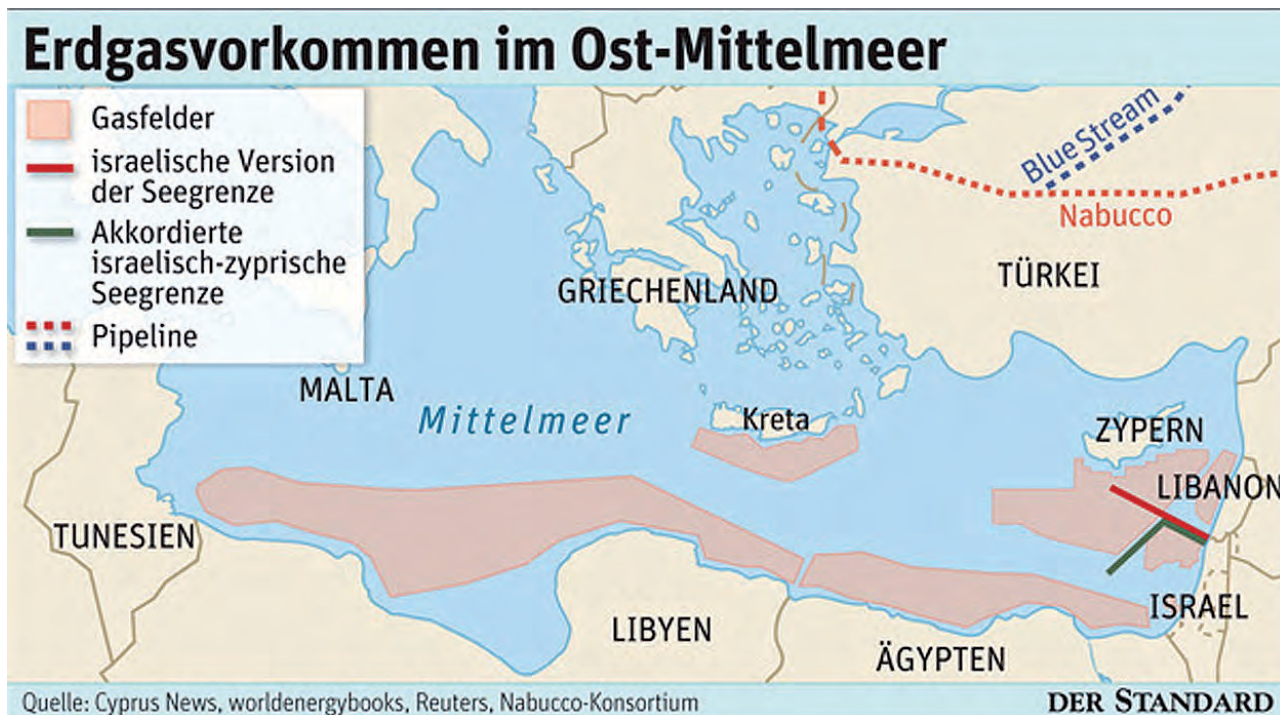 Erdgasvorkommen im Ost-Mittelmeer
Gasfelder
israelische Version
der Seegrenze
Akkordierte
israelisch-zyprische
Seegrenze
Pipeline
Blue Stream
Nabucco
TÜRKEI
GRIECHENLAND
MALTA
Mittelmeer
Kreta
ZYPERN
LIBANON
TUNESIEN
ISRAEL
LIBYEN
ÄGYPTEN
Quelle: Cyprus News, worldenergybooks, Reuters, Nabucco-Konsortium
DER STANDARD